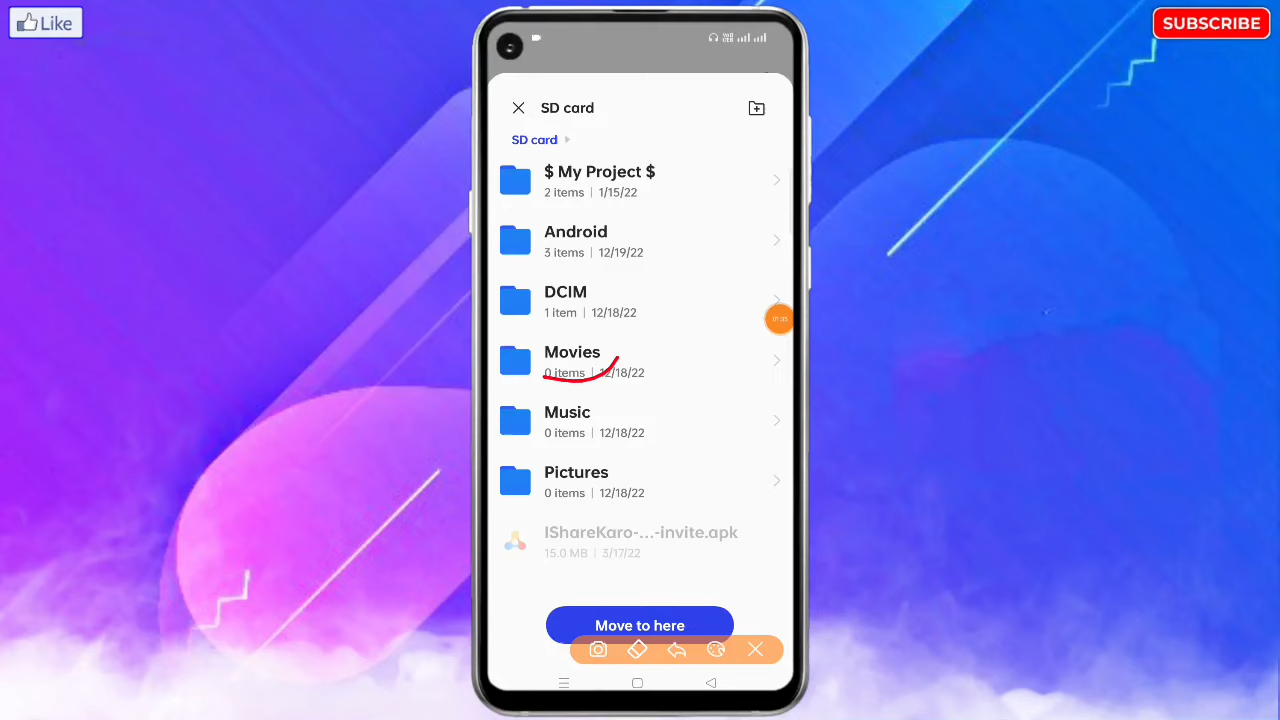 Like
SUBSCRIBE
SD card
SD card
$ My Project $
2 items | 1/15/22
Android
3 items | 12/19/22
DCIM
1 item | 12/18/22
Movies
0 items | 12/18/22
Music
0 items | 12/18/22
Pictures
0 items | 12/18/22
IShareKaro-...-invite.apk
15.0 MB | 3/17/22
Move to here